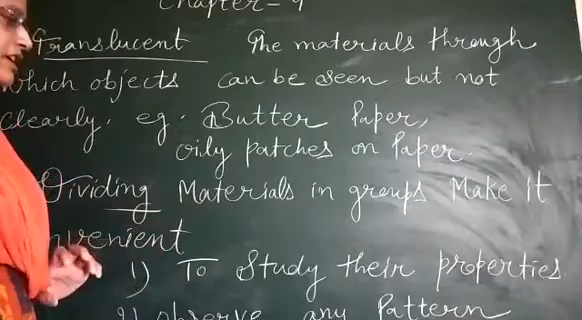 Chapter - 4
Translucent The materials through
which objects can be seen but not
clearly. eg. Butter Paper,
oily patches on Paper.
Dividing Materials in groups Make it
nvenient
1) To Study their properties
2) observe any Pattern